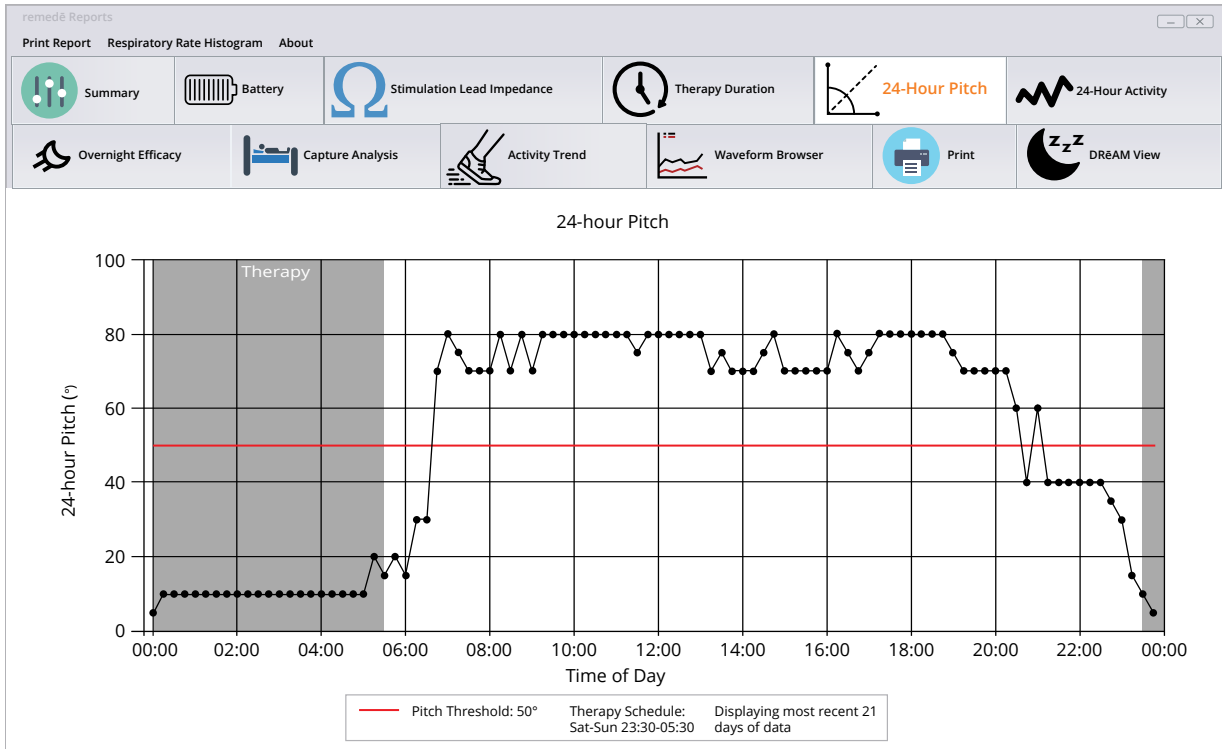 remedē Reports
Print Report Respiratory Rate Histogram About
Summary
Battery
Ω
Stimulation Lead Impedance
Therapy Duration
24-Hour Pitch
24-Hour Activity
Overnight Efficacy
Capture Analysis
Activity Trend
Waveform Browser
Print
zzZ
DRēAM View
24-hour Pitch
Therapy
24-hour Pitch (°)
100
80
60
40
20
0
00:00 02:00 04:00 06:00 08:00 10:00 12:00 14:00 16:00 18:00 20:00 22:00 00:00
Time of Day
Pitch Threshold: 50°
Therapy Schedule:
Sat-Sun 23:30-05:30
Displaying most recent 21
days of data